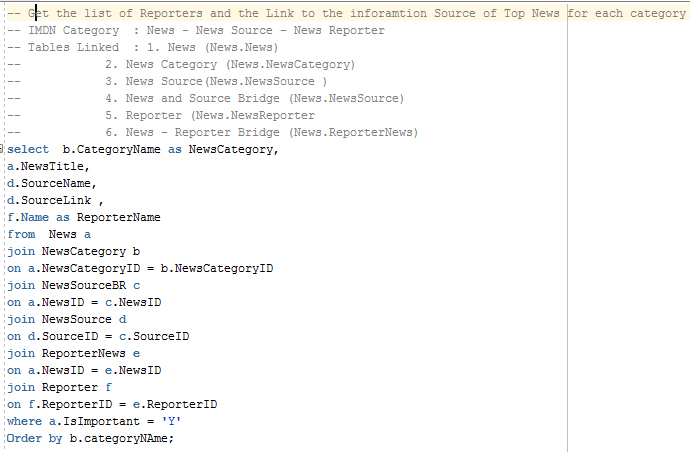 -- Get the list of Reporters and the Link to the inforamtion Source of Top News for each category
-- IMDN Category  : News - News Source - News Reporter
-- Tables Linked  : 1. News (News.News)
--             2. News Category (News.NewsCategory)
--             3. News Source(News.NewsSource )
--             4. News and Source Bridge (News.NewsSource)
--             5. Reporter (News.NewsReporter
--             6. News - Reporter Bridge (News.ReporterNews)
select  b.CategoryName as NewsCategory,
a.NewsTitle,
d.SourceName,
d.SourceLink ,
f.Name as ReporterName
from  News a
join NewsCategory b
on a.NewsCategoryID = b.NewsCategoryID
join NewsSourceBR c
on a.NewsID = c.NewsID
join NewsSource d
on d.SourceID = c.SourceID
join ReporterNews e
on a.NewsID = e.NewsID
join Reporter f
on f.ReporterID = e.ReporterID
where a.IsImportant = 'Y'
Order by b.categoryNAme;